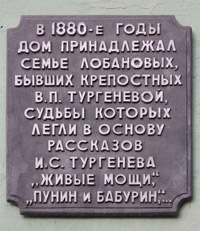 В 1880-Е ГОДЫ
ДОМ ПРИНАДЛЕЖАЛ
СЕМЬЕ ЛОБАНОВЫХ,
БЫВШИХ КРЕПОСТНЫХ
В.П. ТУРГЕНЕВОЙ,
СУДЬБЫ КОТОРЫХ
ЛЕГЛИ В ОСНОВУ
РАССКАЗОВ
И.С. ТУРГЕНЕВА
„ЖИВЫЕ МОЩИ",
„ПУНИН И БАБУРИН",...